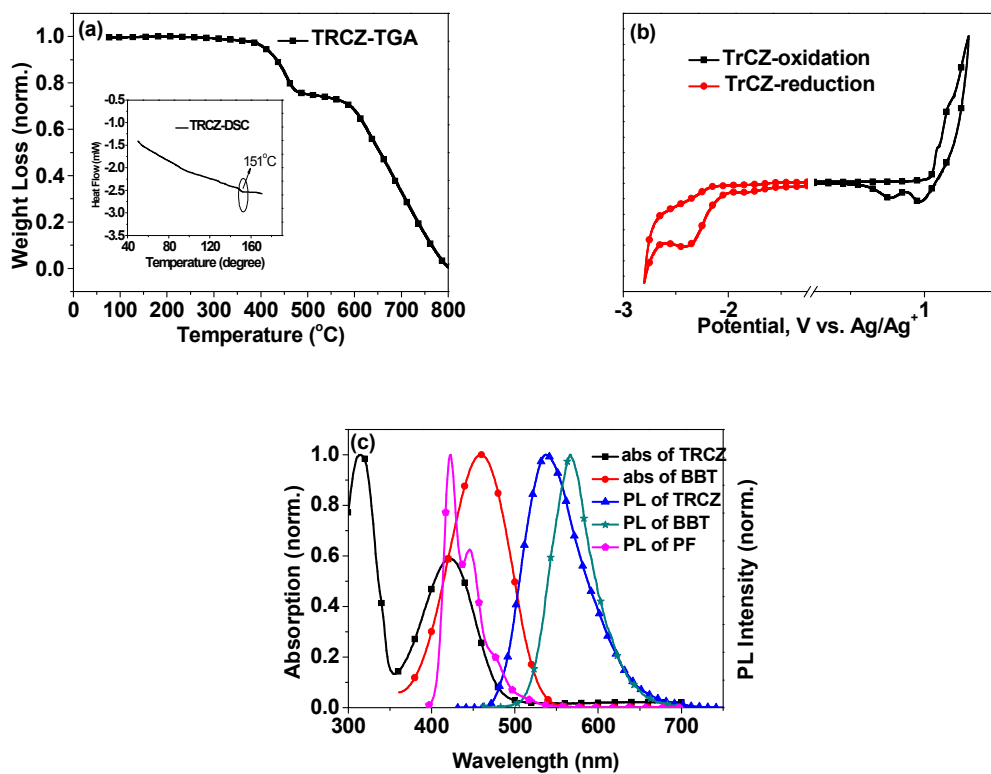 (a)
TRCZ-TGA
Weight Loss (norm.)
1.0
0.8
0.6
0.4
0.2
0.0
0 100 200 300 400 500 600 700 800
Temperature (°C)
TRCZ-DSC
151°C
Heat Flow (mW)
-0.5
-1.0
-1.5
-2.0
-2.5
-3.0
-3.5
40 80 120 160
Temperature (degree)
(b)
TrCZ-oxidation
TrCZ-reduction
-3 -2 1
Potential, V vs. Ag/Ag+
(c)
abs of TRCZ
abs of BBT
PL of TRCZ
PL of BBT
PL of PF
Absorption (norm.)
1.0
0.8
0.6
0.4
0.2
0.0
PL Intensity (norm.)
300 400 500 600 700
Wavelength (nm)